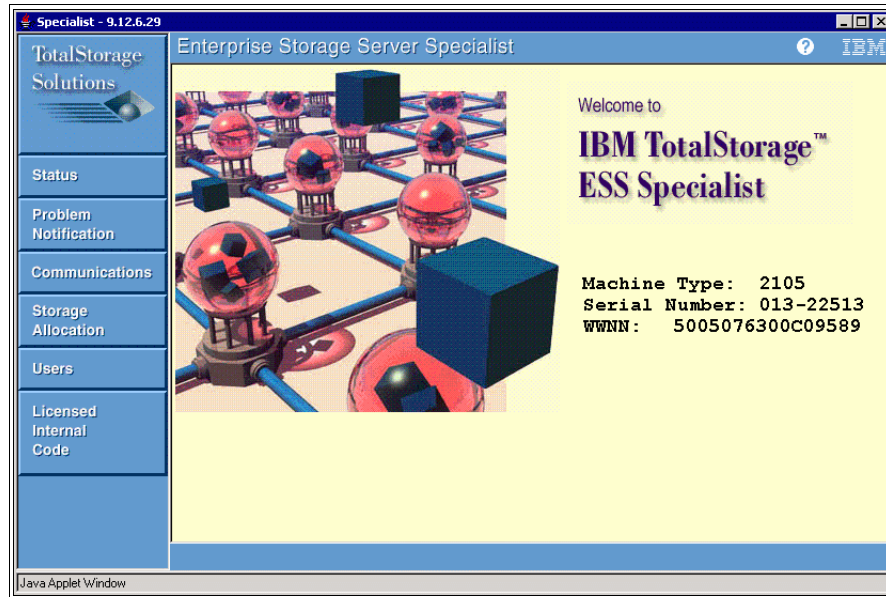 Specialist - 9.12.6.29
TotalStorage
Solutions
Enterprise Storage Server Specialist
?
IBM
Status
Problem
Notification
Communications
Storage
Allocation
Users
Licensed
Internal
Code
Welcome to
IBM TotalStorage™
ESS Specialist
Machine Type: 2105
Serial Number: 013-22513
WWNN: 5005076300C09589
Java Applet Window